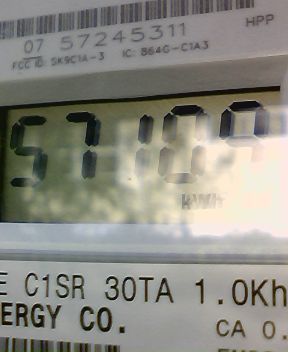 HPP
07 57245311
FCC ID: SK9C1A-3 IC: 864G-C1A3
57109
kWh
E C1SR 30TA 1.0Kh
ERGY CO.
CA 0.